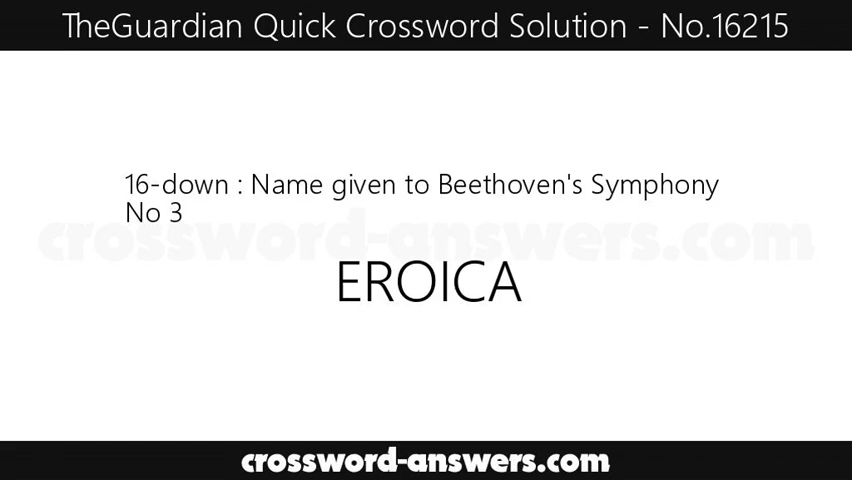 TheGuardian Quick Crossword Solution - No.16215
16-down : Name given to Beethoven's Symphony
No 3
crossword-answers.com
EROICA
crossword-answers.com